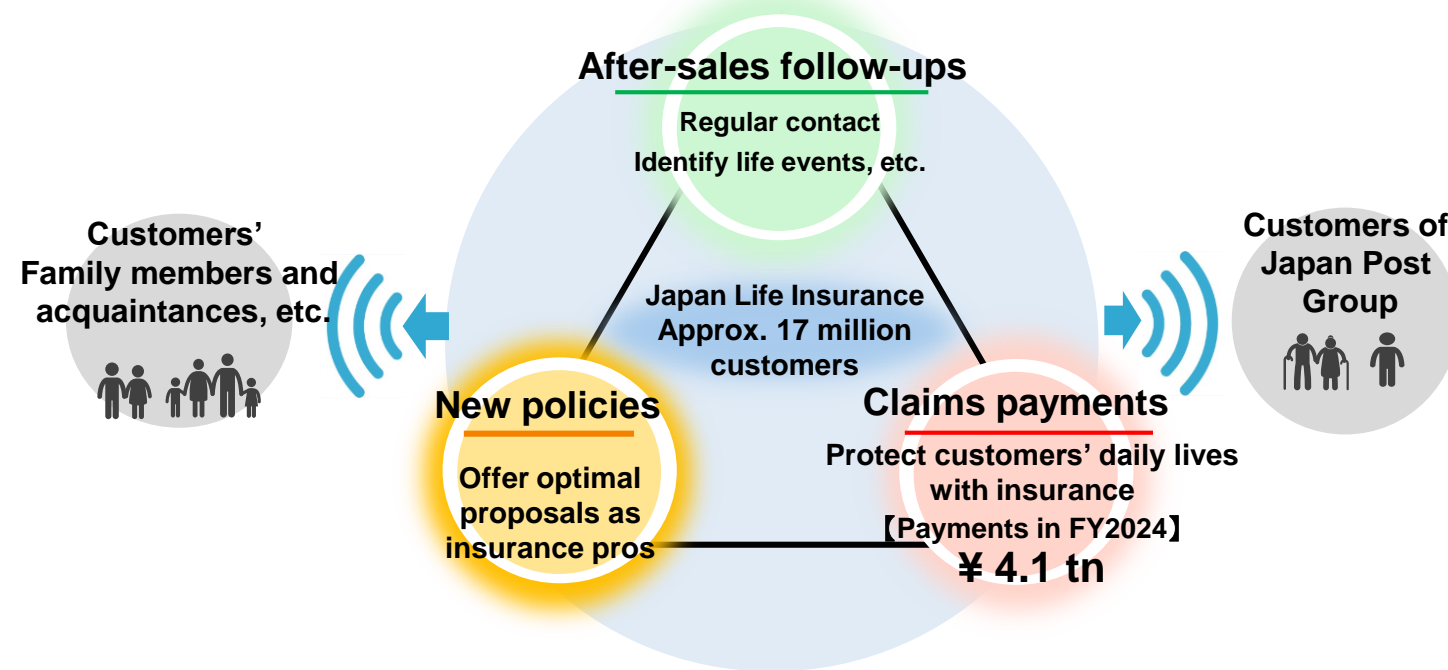 After-sales follow-ups
Regular contact
Identify life events, etc.
Customers’
Family members and
acquaintances, etc.
Japan Life Insurance
Approx. 17 million
customers
Customers of
Japan Post
Group
New policies
Offer optimal
proposals as
insurance pros
Claims payments
Protect customers’ daily lives
with insurance
【Payments in FY2024】
¥ 4.1 tn